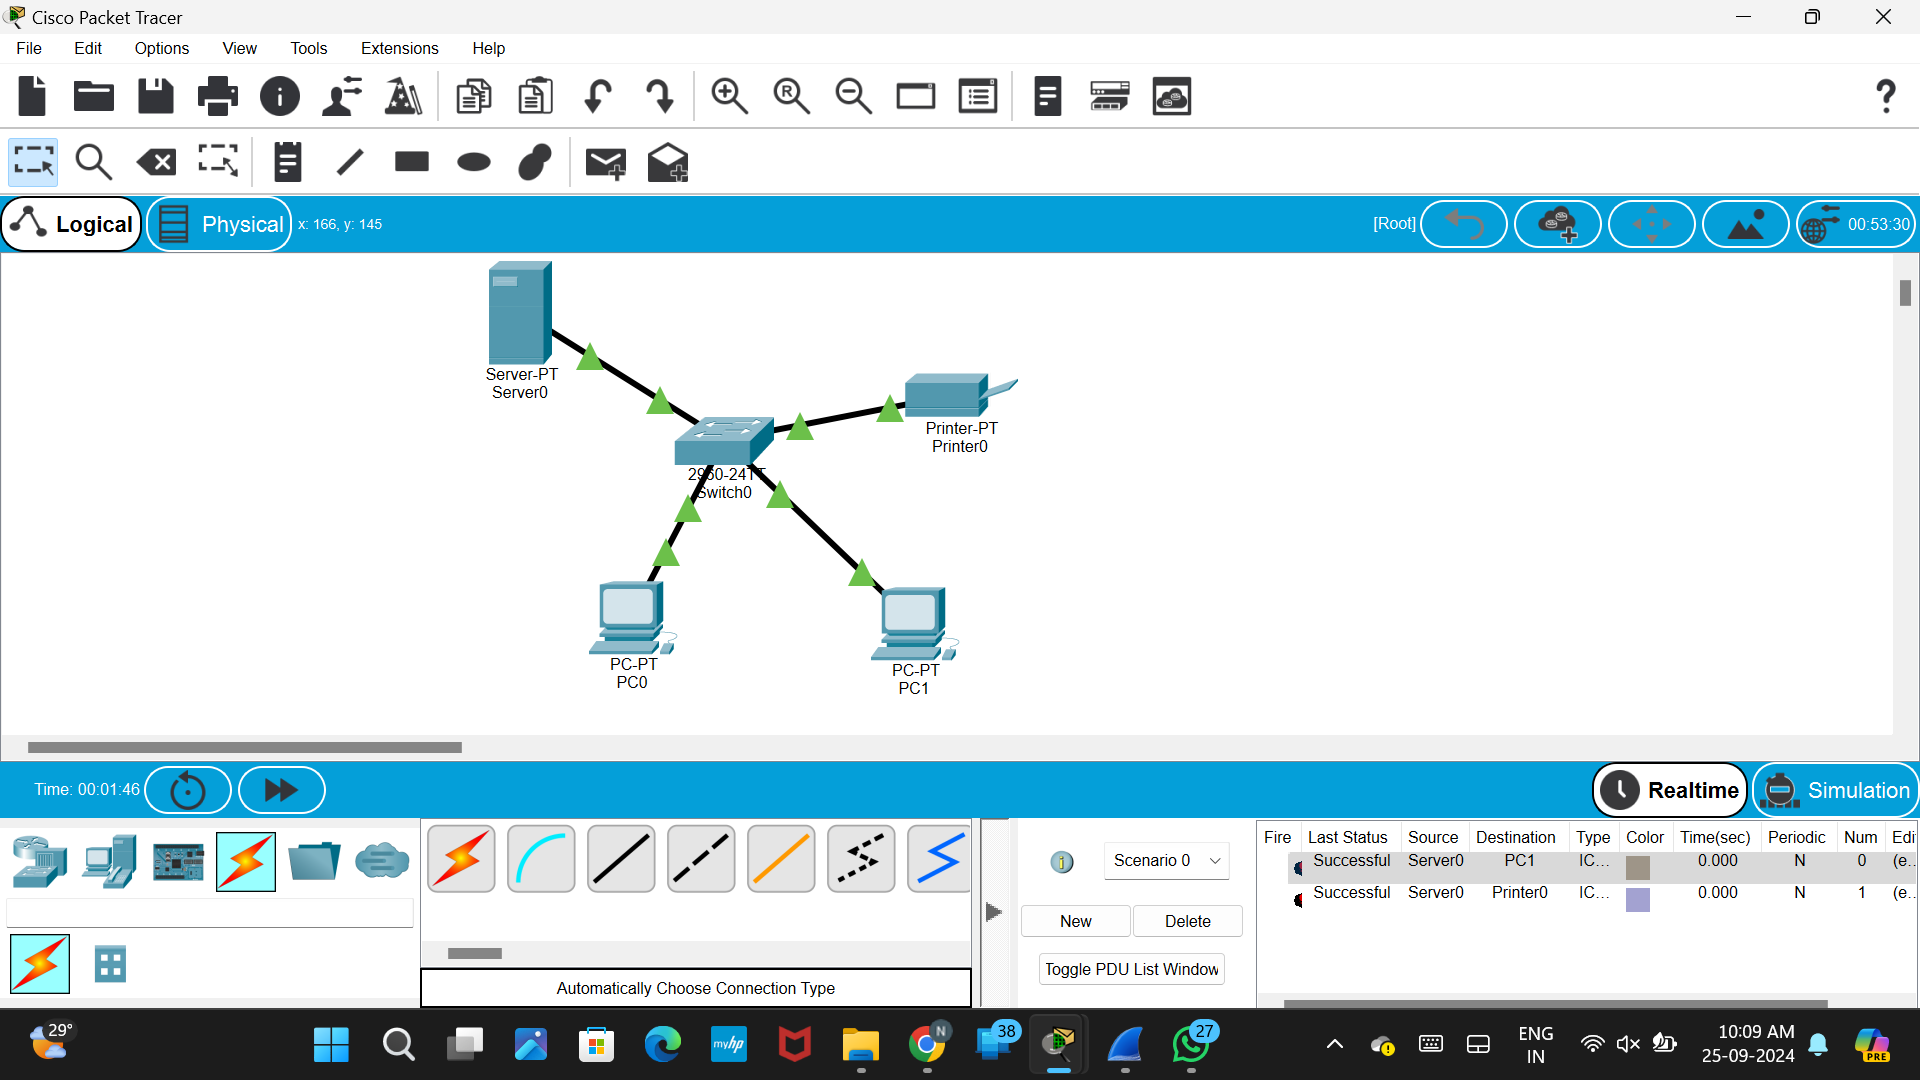 Cisco Packet Tracer
File Edit Options View Tools Extensions Help
Logical Physical x: 166, y: 145 [Root] 00:53:30
Server-PT
Server0
Printer-PT
Printer0
2960-24TT
Switch0
PC-PT
PC0
PC-PT
PC1
Time: 00:01:46 Realtime Simulation
Fire Last Status Source Destination Type Color Time(sec) Periodic Num Edi
Successful Server0 PC1 IC... 0.000 N 0 (e...
Successful Server0 Printer0 IC... 0.000 N 1 (e...
Scenario 0
New Delete
Toggle PDU List Window
Automatically Choose Connection Type
29°
myhp
N
38
27
ENG
IN
10:09 AM
25-09-2024
PRE